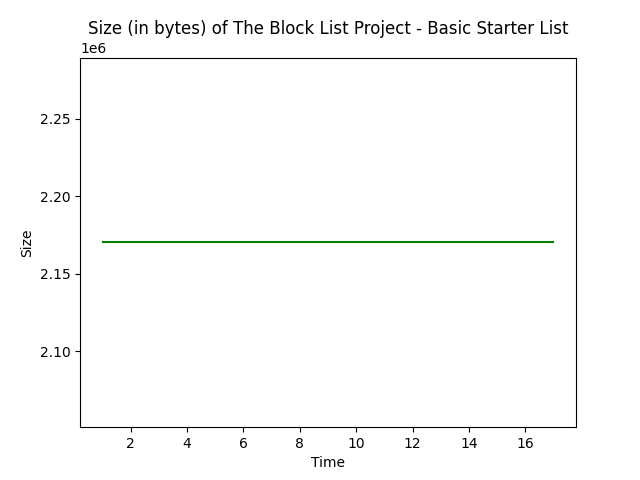 Size (in bytes) of The Block List Project - Basic Starter List
1e6
2.25
2.20
2.15
2.10
Size
2 4 6 8 10 12 14 16
Time